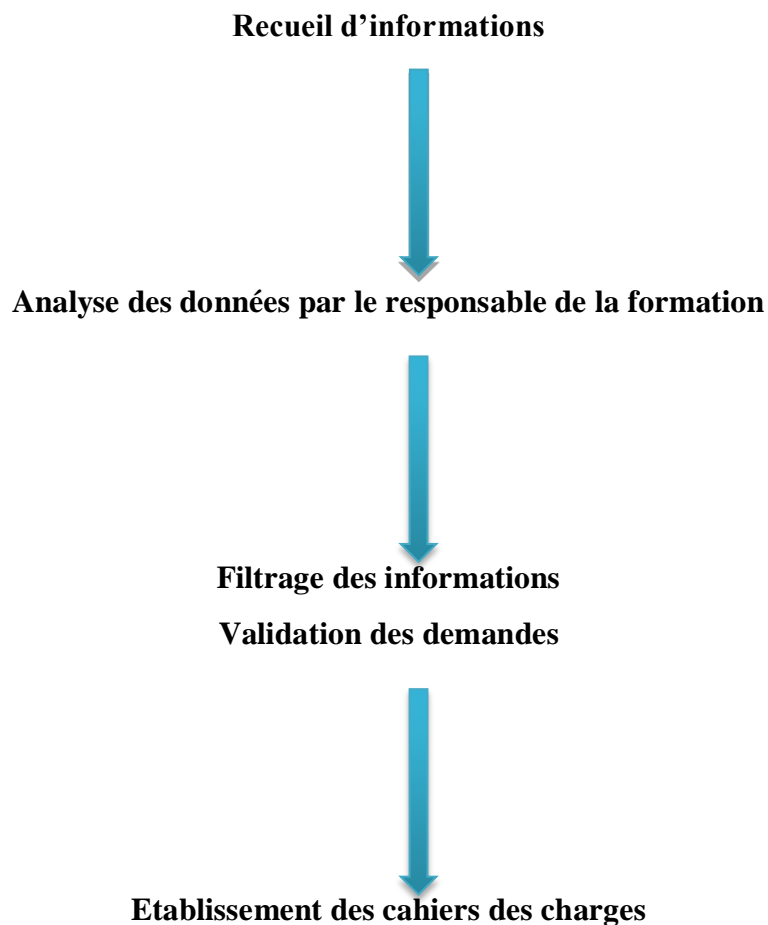 Recueil d’informations
Analyse des données par le responsable de la formation
Filtrage des informations
Validation des demandes
Etablissement des cahiers des charges